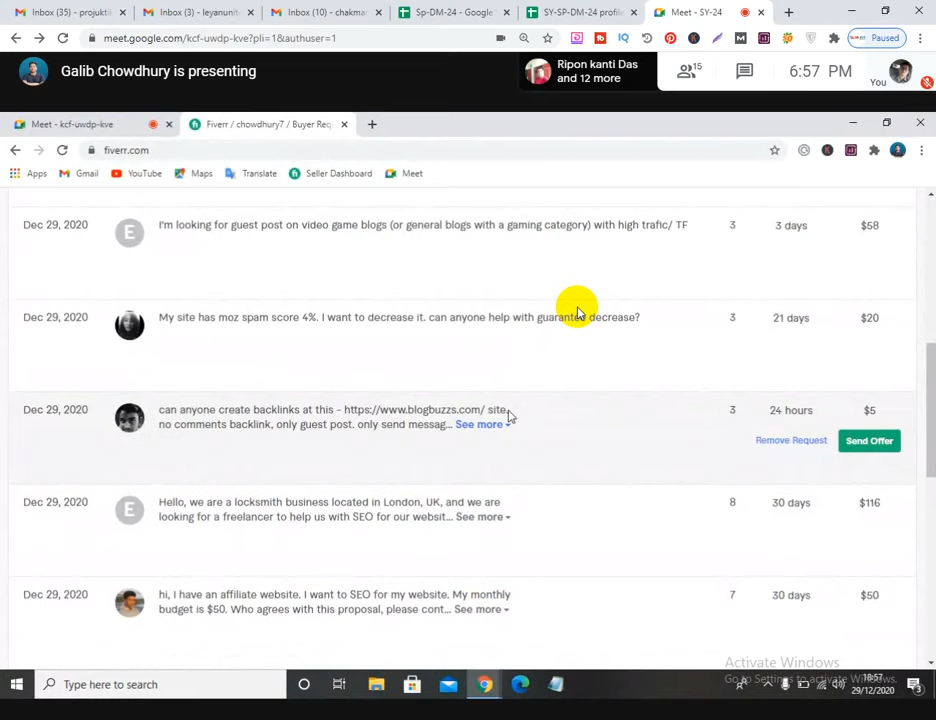 Inbox (35) - projukti
Inbox (3) - leyanunit
Inbox (10) - chakma
Sp-DM-24 - Google
SY-SP-DM-24 profile
Meet - SY-24
meet.google.com/kcf-uwdp-kve?pli=1&authuser=1
Paused
Galib Chowdhury is presenting
Ripon kanti Das
and 12 more
15
6:57 PM
You
Meet - kcf-uwdp-kve
Fiverr / chowdhury7 / Buyer Req
fiverr.com
Apps
Gmail
YouTube
Maps
Translate
Seller Dashboard
Meet
Dec 29, 2020
E
I'm looking for guest post on video game blogs (or general blogs with a gaming category) with high trafic/ TF
3
3 days
$58
Dec 29, 2020
My site has moz spam score 4%. I want to decrease it. can anyone help with guaranted decrease?
3
21 days
$20
Dec 29, 2020
can anyone create backlinks at this - https://www.blogbuzzs.com/ site.
no comments backlink, only guest post. only send messag... See more
3
24 hours
$5
Remove Request
Send Offer
Dec 29, 2020
E
Hello, we are a locksmith business located in London, UK, and we are
looking for a freelancer to help us with SEO for our websit... See more
8
30 days
$116
Dec 29, 2020
hi, I have an affiliate website. I want to SEO for my website. My monthly
budget is $50. Who agrees with this proposal, please cont... See more
7
30 days
$50
Activate Windows
Go to Settings to activate Windows.
Type here to search
18:57
29/12/2020
3